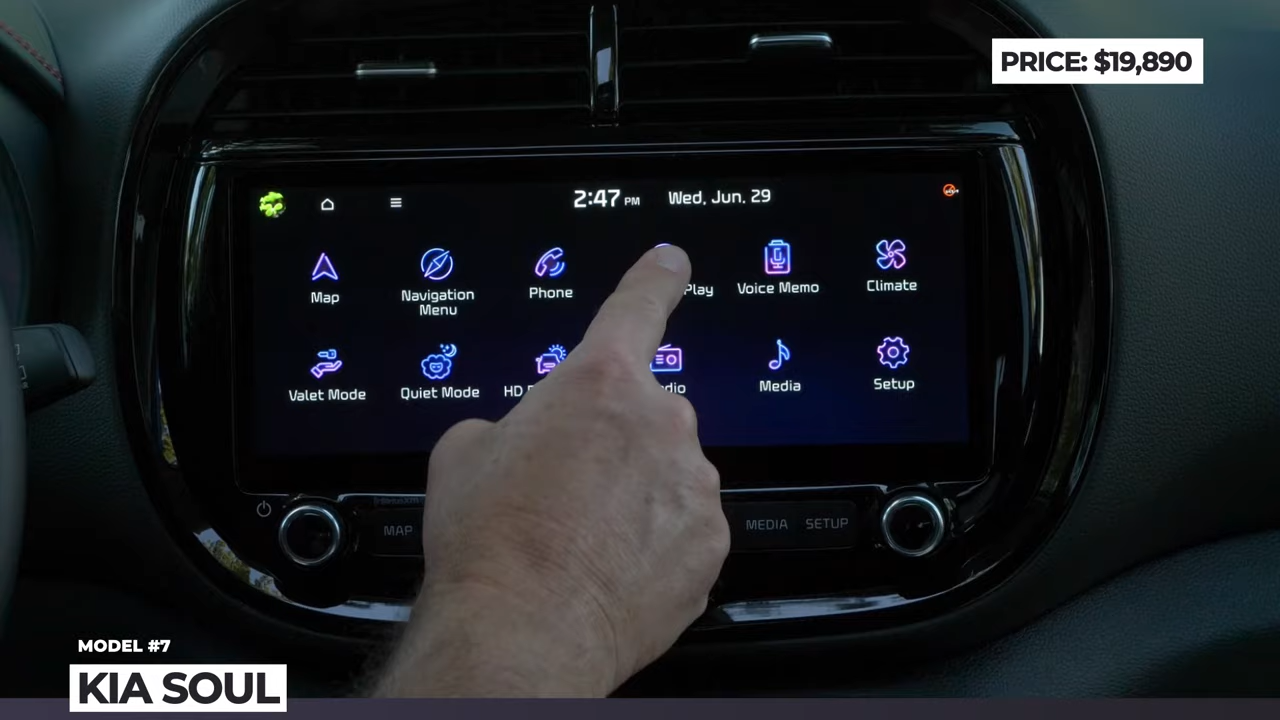 PRICE: $19,890
2:47 PM Wed, Jun. 29
Map
Navigation
Menu
Phone
Play
Voice Memo
Climate
Valet Mode
Quiet Mode
HD
dio
Media
Setup
MAP
MEDIA
SETUP
MODEL #7
KIA SOUL